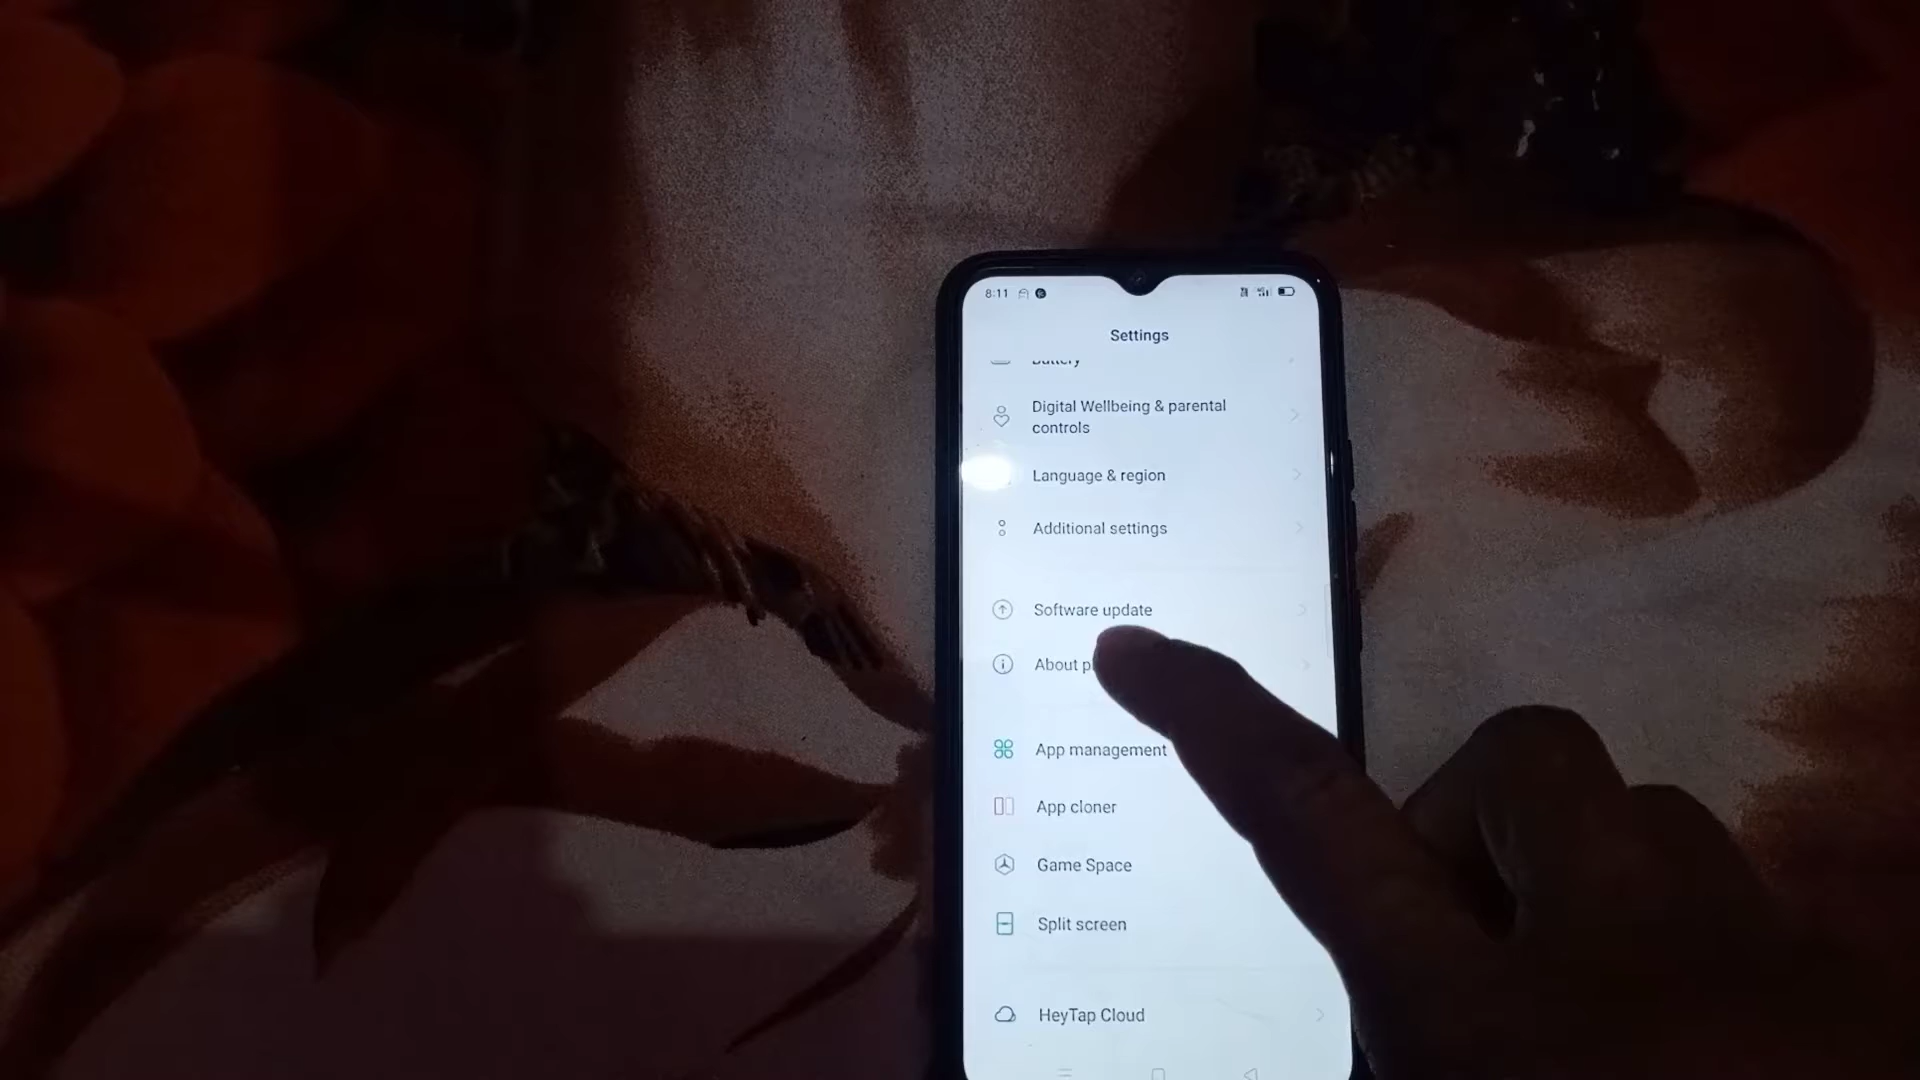 8:11
Settings
Battery
Digital Wellbeing & parental
controls
Language & region
Additional settings
Software update
About p
App management
App cloner
Game Space
Split screen
HeyTap Cloud